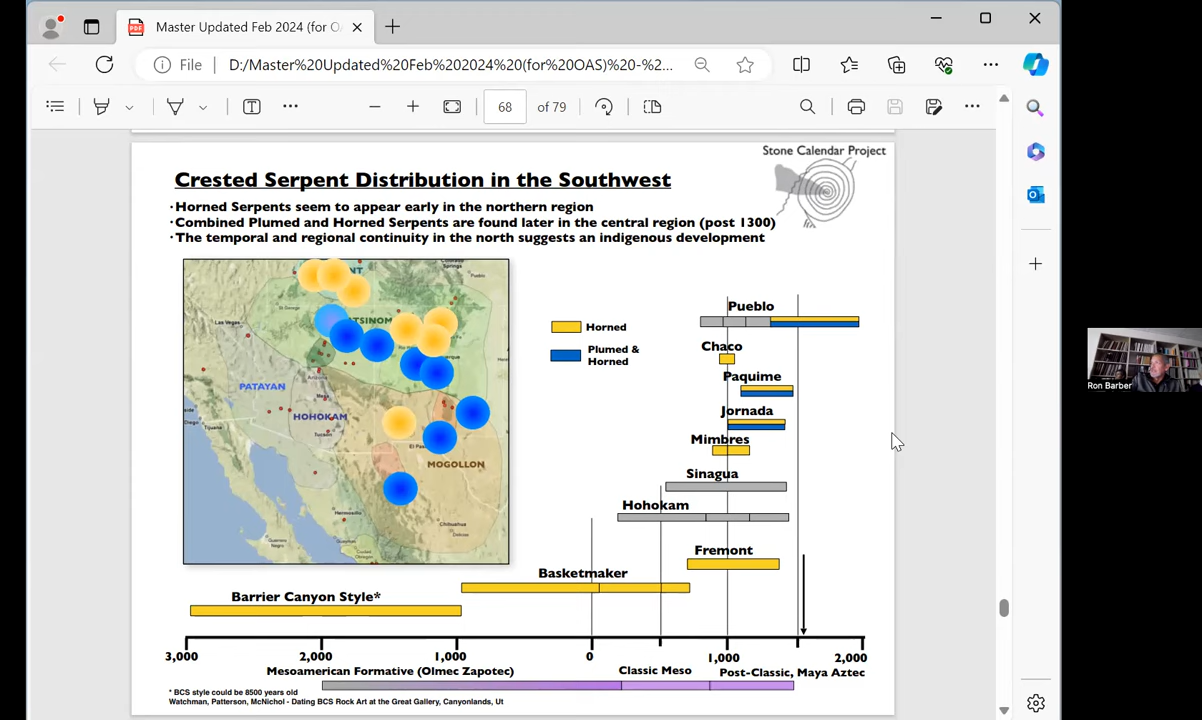 Master Updated Feb 2024 (for O
File
D:/Master%20Updated%20Feb%202024%20(for%20OAS)%20-%2...
68 of 79
Stone Calendar Project
Crested Serpent Distribution in the Southwest
·Horned Serpents seem to appear early in the northern region
·Combined Plumed and Horned Serpents are found later in the central region (post 1300)
·The temporal and regional continuity in the north suggests an indigenous development
Las Vegas
PATAYAN
HOHOKAM
Tucson
MOGOLLON
Hermosillo
Chihuahua
Horned
Plumed &
Horned
Pueblo
Chaco
Paquime
Jornada
Mimbres
Sinagua
Hohokam
Fremont
Basketmaker
Barrier Canyon Style*
3,000
2,000
1,000
0
1,000
2,000
Mesoamerican Formative (Olmec Zapotec)
Classic Meso
Post-Classic, Maya Aztec
* BCS style could be 8500 years old
Watchman, Patterson, McNichol - Dating BCS Rock Art at the Great Gallery, Canyonlands, Ut
Ron Barber